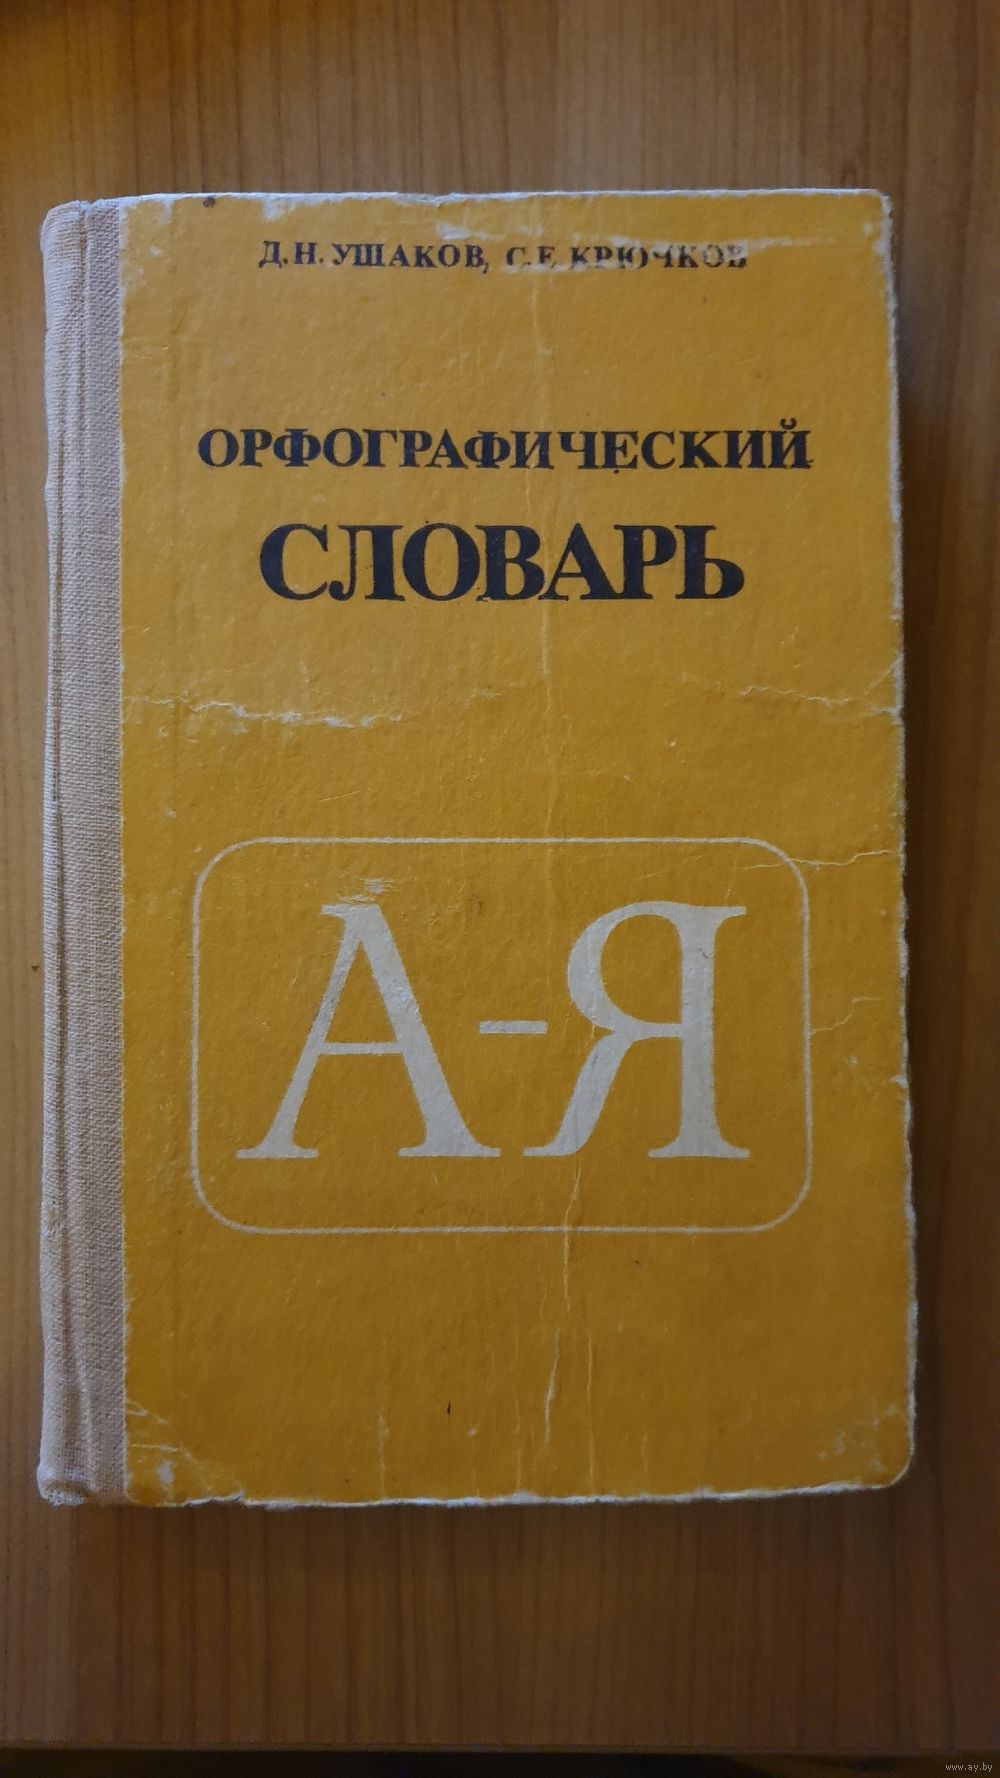 Д.Н. УШАКОВ, С.Е. КРЮЧКОВ
ОРФОГРАФИЧЕСКИЙ
СЛОВАРЬ
А-Я
www.ay.by